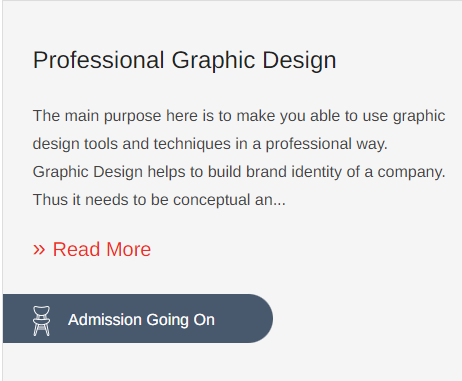 Professional Graphic Design
The main purpose here is to make you able to use graphic
design tools and techniques in a professional way.
Graphic Design helps to build brand identity of a company.
Thus it needs to be conceptual an...
» Read More
Admission Going On